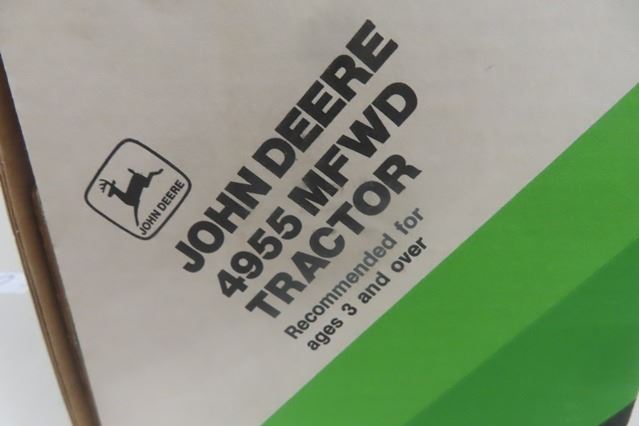 JOHN DEERE
JOHN DEERE
4955 MFWD
TRACTOR
Recommended for
ages 3 and over